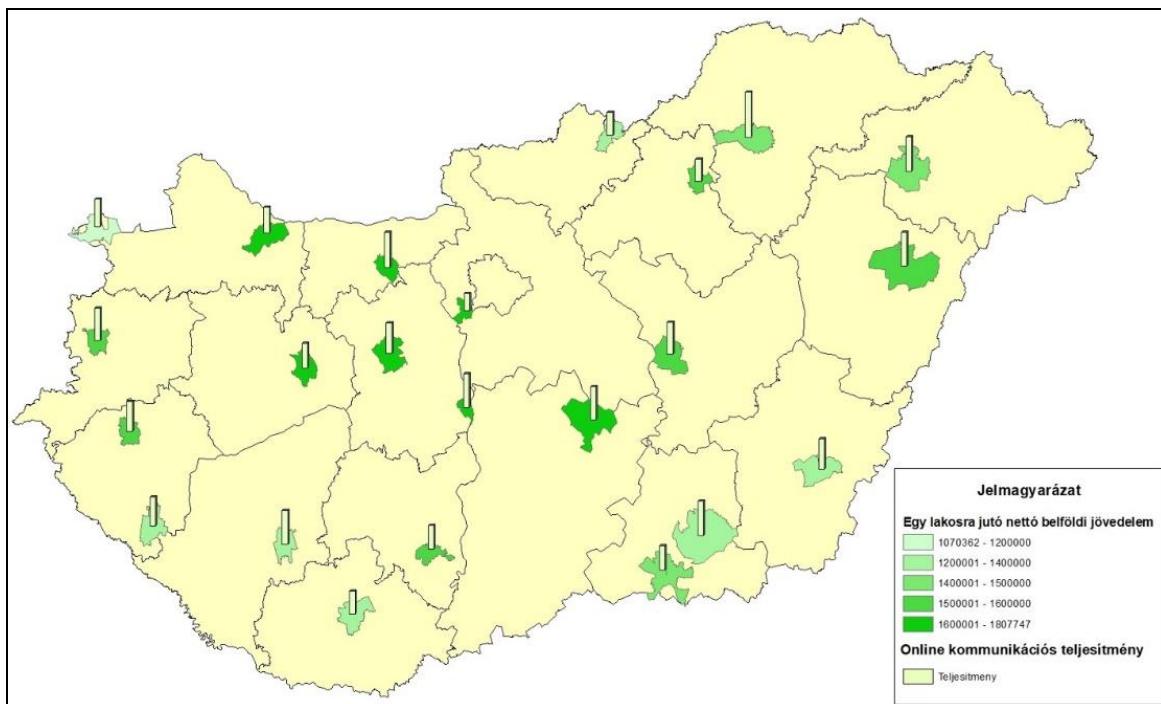 Jelmagyarázat
Egy lakosra jutó nettó belföldi jövedelem
1070362 - 1200000
1200001 - 1400000
1400001 - 1500000
1500001 - 1600000
1600001 - 1807747
Online kommunikációs teljesítmény
Teljesitmeny